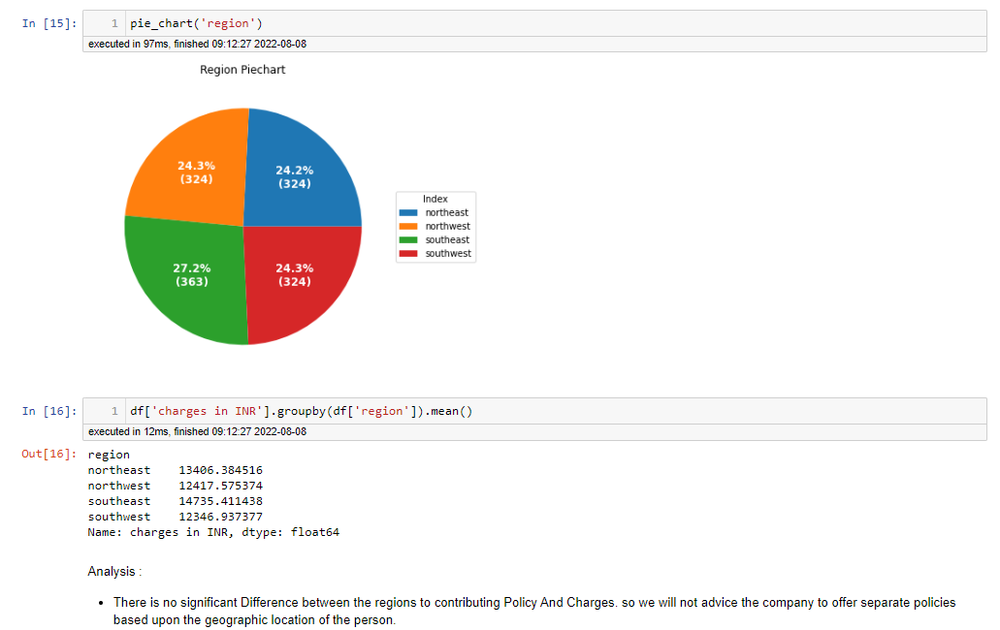 In [15]: 1 pie_chart('region')
executed in 97ms, finished 09:12:27 2022-08-08
Region Piechart
24.3%
(324)
24.2%
(324)
27.2%
(363)
24.3%
(324)
Index
northeast
northwest
southeast
southwest
In [16]: 1 df['charges in INR'].groupby(df['region']).mean()
executed in 12ms, finished 09:12:27 2022-08-08
Out[16]: region
northeast 13406.384516
northwest 12417.575374
southeast 14735.411438
southwest 12346.937377
Name: charges in INR, dtype: float64
Analysis :
• There is no significant Difference between the regions to contributing Policy And Charges. so we will not advice the company to offer separate policies
based upon the geographic location of the person.